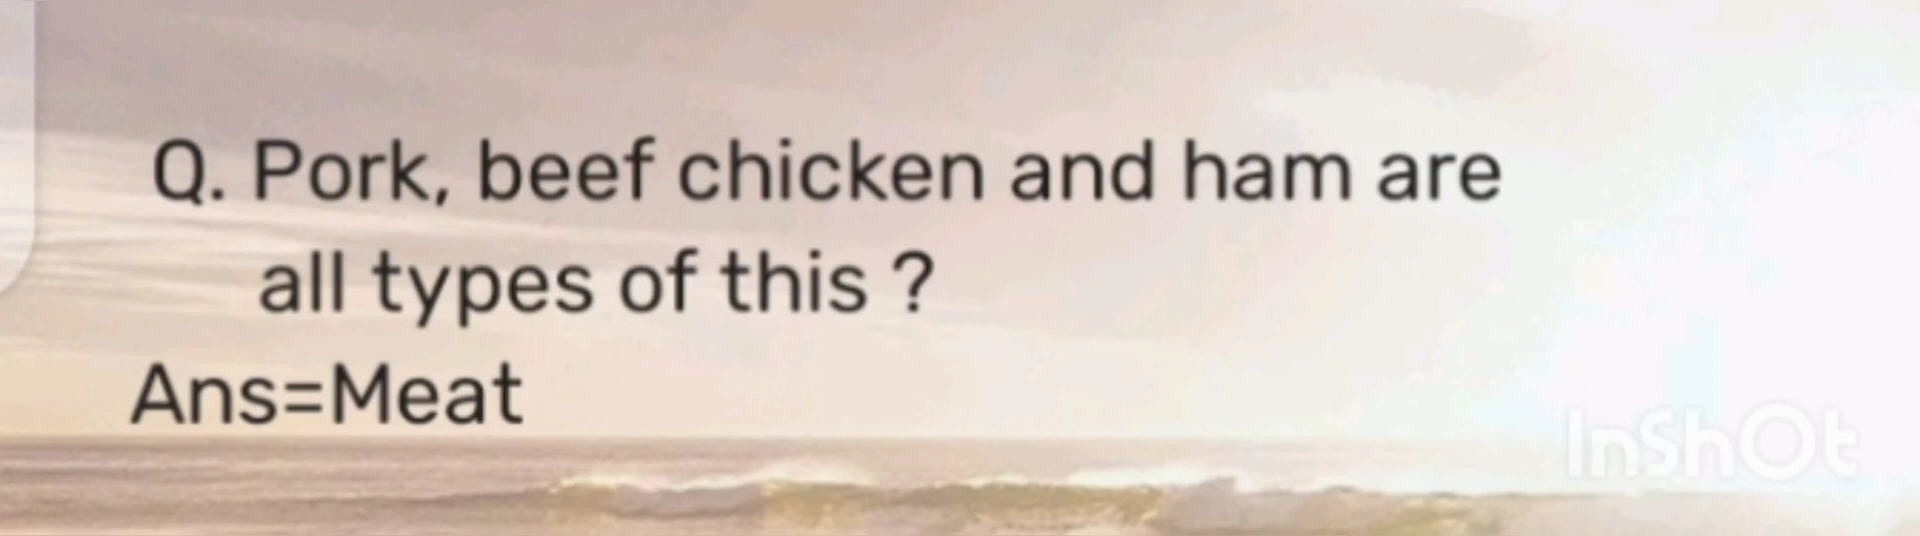 Q. Pork, beef chicken and ham are
all types of this ?
Ans=Meat
InShOt